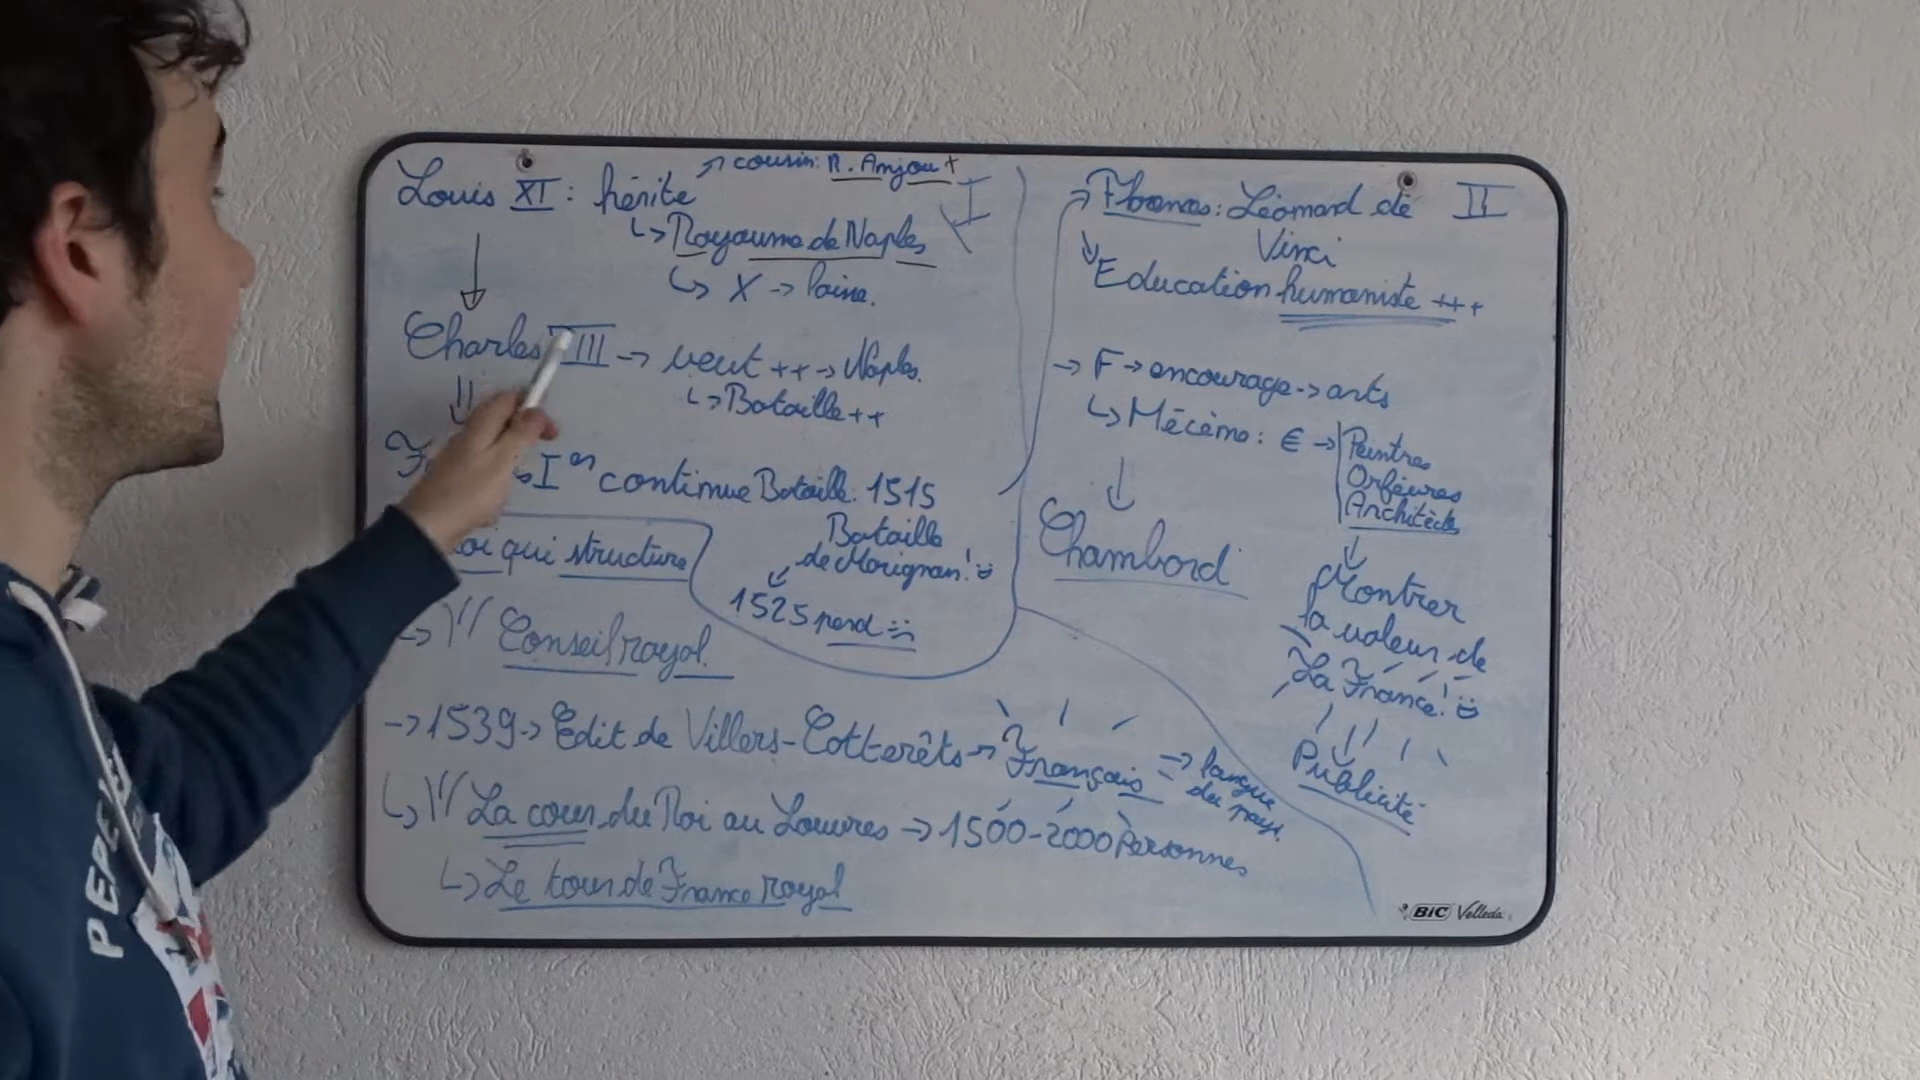 cousin: R. Anjou +
Louis XI : hérite
I
↳ Royaume de Naples
↳ X → laine.
Charles III → veut ++ → Naples.
↳ Bataille ++
Ier continue Bataille: 1515
Bataille
de Marignan!
1525 perd
oi qui structure
→ Conseil royal.
→ 1539 → Edit de Villers-Cotterêts → Français → langue
du pays.
↳ La cour du Roi au Louvres → 1500-2000 Personnes
↳ Le tour de France royal
→ : Léonard de II
Vinci
Education humaniste +++
→ F → encourage → arts
↳ Mécène: € → Peintres
Orfèvres
Architectes
Chambord
Montrer
la valeur de
La France!
Publicité
BIC Velleda
PEPE